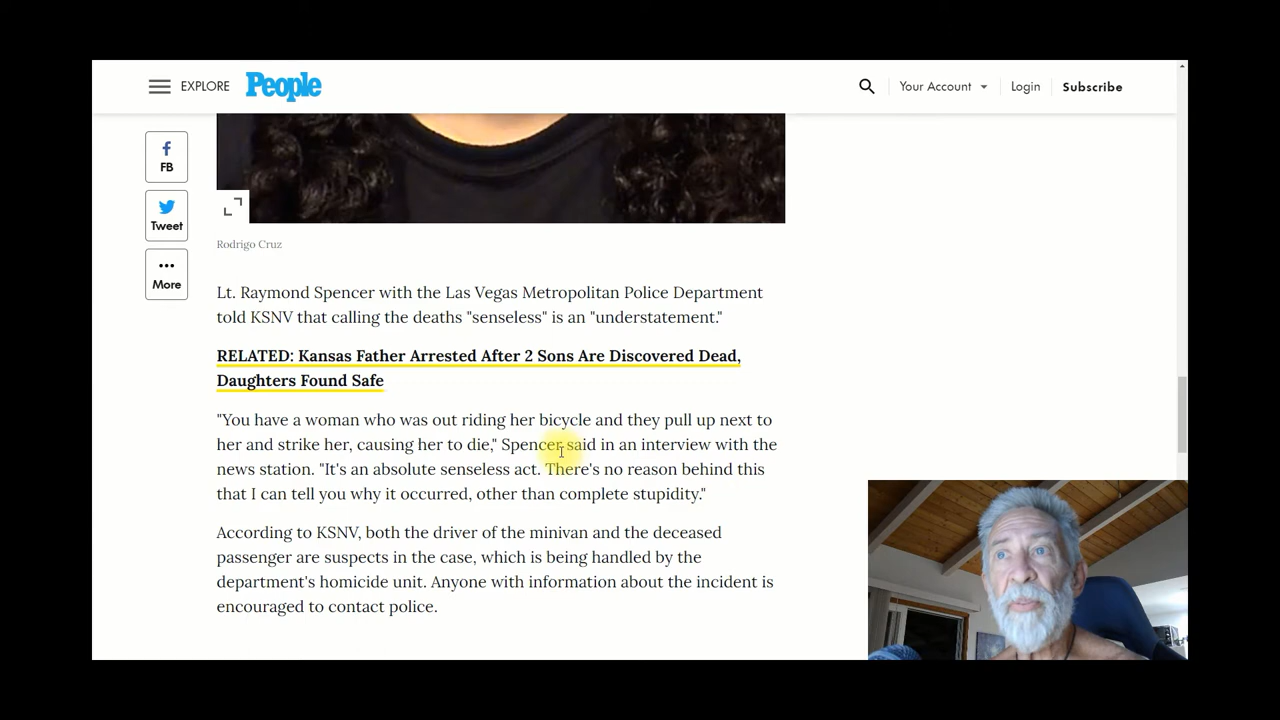 EXPLORE People Your Account Login Subscribe
FB
Tweet
More
Rodrigo Cruz
Lt. Raymond Spencer with the Las Vegas Metropolitan Police Department
told KSNV that calling the deaths "senseless" is an "understatement."
RELATED: Kansas Father Arrested After 2 Sons Are Discovered Dead,
Daughters Found Safe
"You have a woman who was out riding her bicycle and they pull up next to
her and strike her, causing her to die," Spencer said in an interview with the
news station. "It's an absolute senseless act. There's no reason behind this
that I can tell you why it occurred, other than complete stupidity."
According to KSNV, both the driver of the minivan and the deceased
passenger are suspects in the case, which is being handled by the
department's homicide unit. Anyone with information about the incident is
encouraged to contact police.